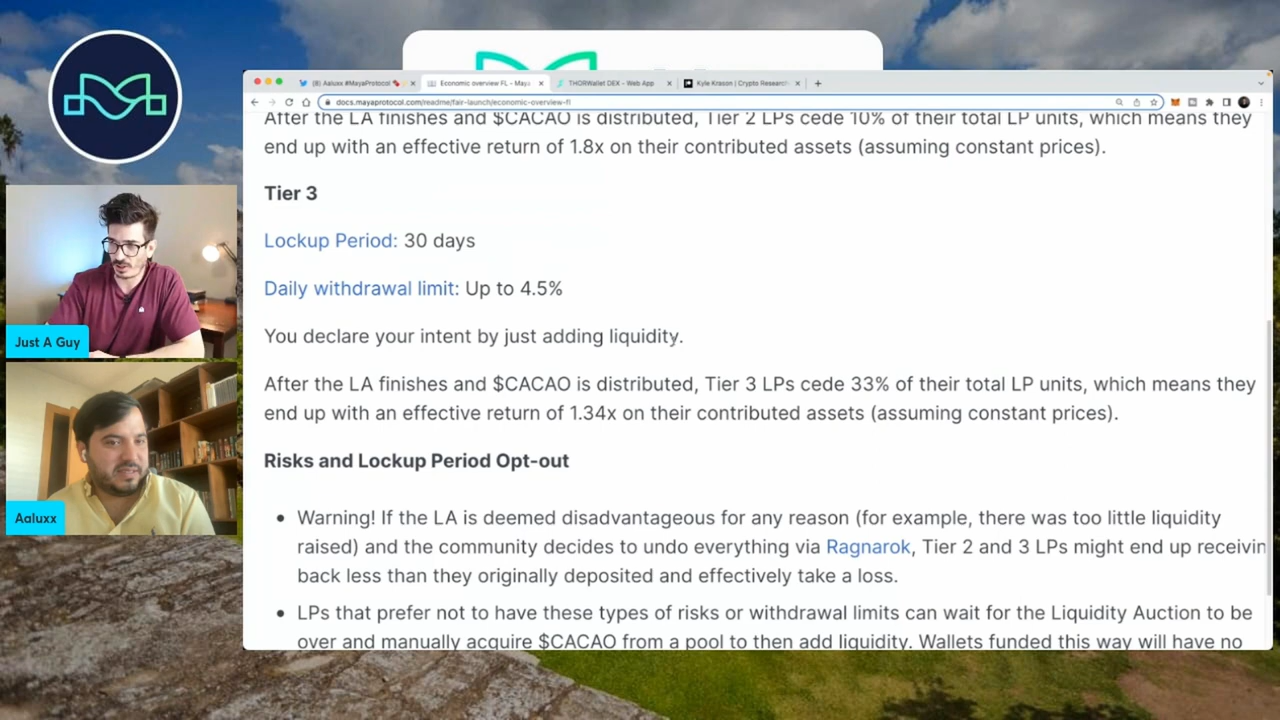 (8) Aaluxx #MayaProtocol
Economic overview FL - Maya
THORWallet DEX - Web App
Kyle Krason | Crypto Research
docs.mayaprotocol.com/readme/fair-launch/economic-overview-fl
After the LA finishes and $CACAO is distributed, Tier 2 LPs cede 10% of their total LP units, which means they
end up with an effective return of 1.8x on their contributed assets (assuming constant prices).
Tier 3
Lockup Period: 30 days
Daily withdrawal limit: Up to 4.5%
You declare your intent by just adding liquidity.
After the LA finishes and $CACAO is distributed, Tier 3 LPs cede 33% of their total LP units, which means they
end up with an effective return of 1.34x on their contributed assets (assuming constant prices).
Risks and Lockup Period Opt-out
• Warning! If the LA is deemed disadvantageous for any reason (for example, there was too little liquidity
raised) and the community decides to undo everything via Ragnarok, Tier 2 and 3 LPs might end up receivin
back less than they originally deposited and effectively take a loss.
• LPs that prefer not to have these types of risks or withdrawal limits can wait for the Liquidity Auction to be
over and manually acquire $CACAO from a pool to then add liquidity. Wallets funded this way will have no
Just A Guy
Aaluxx